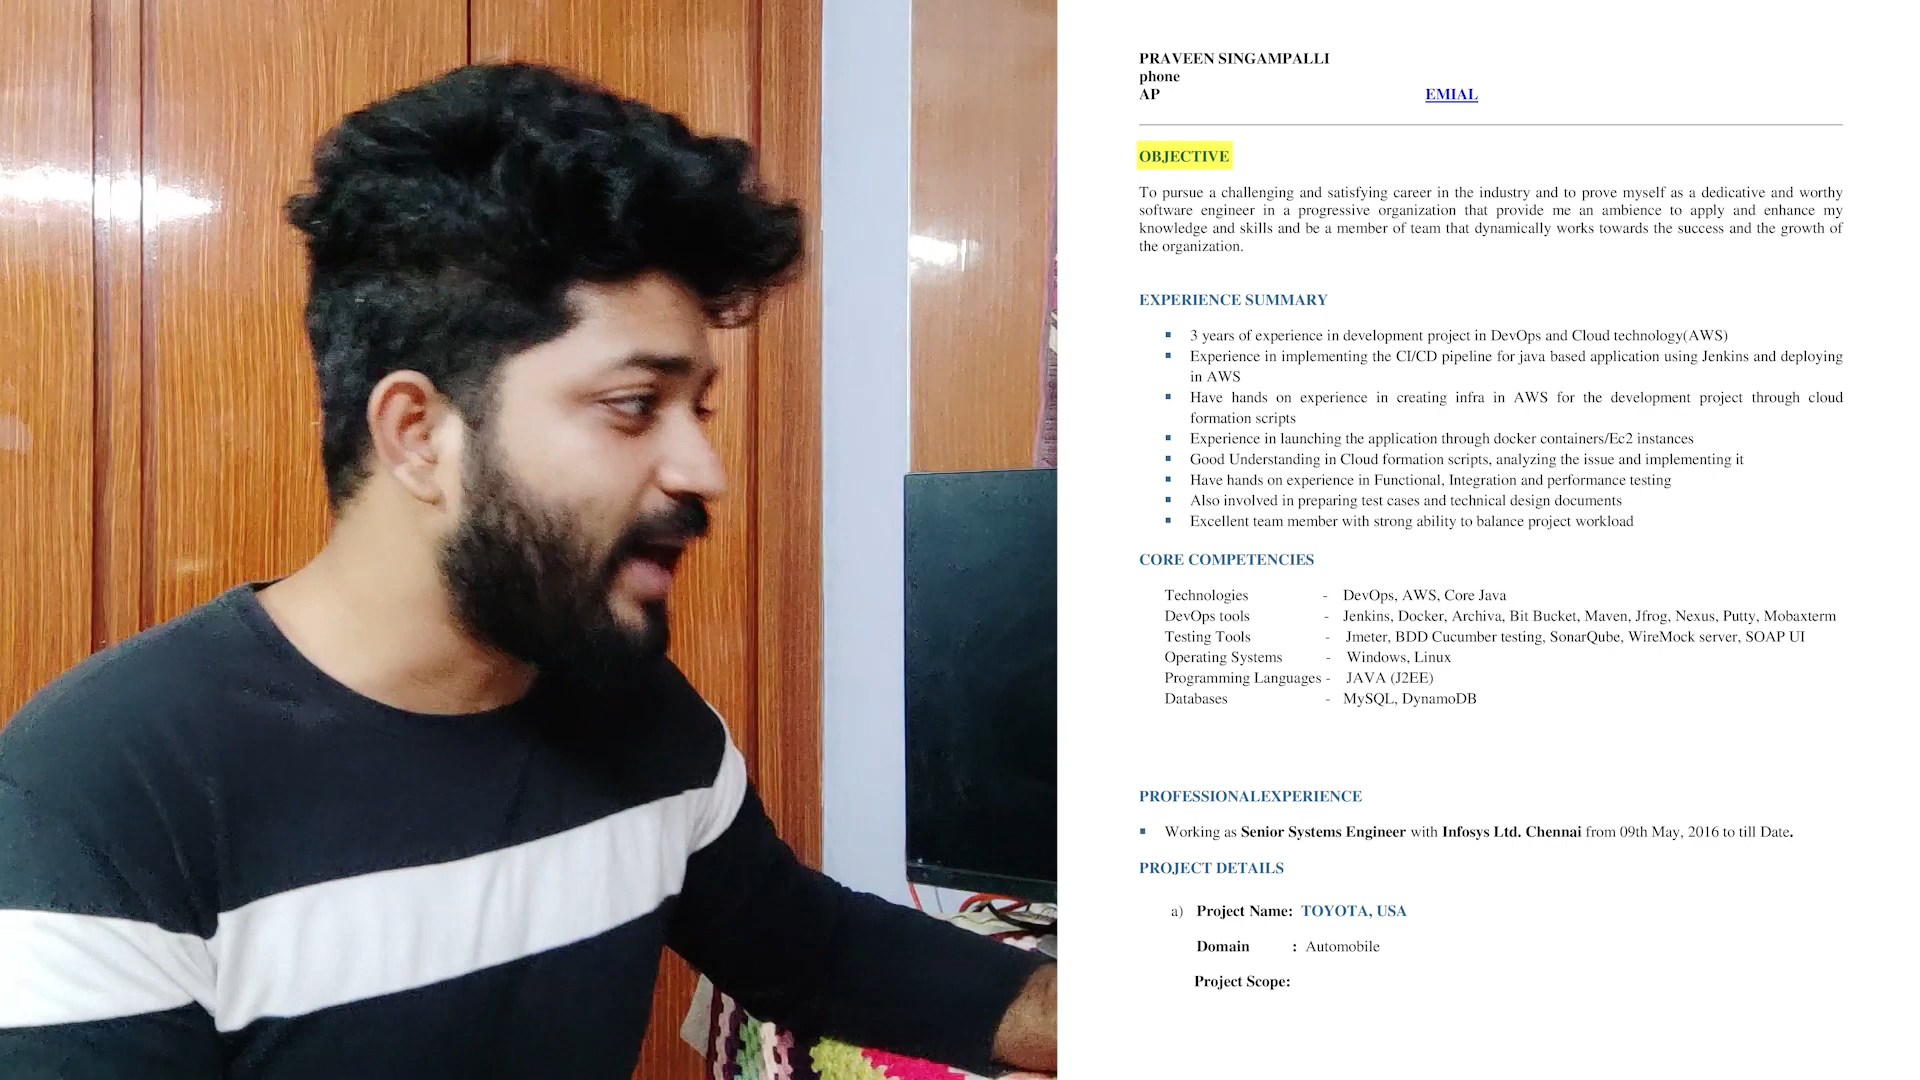 PRAVEEN SINGAMPALLI
phone
AP EMIAL
OBJECTIVE
To pursue a challenging and satisfying career in the industry and to prove myself as a dedicative and worthy
software engineer in a progressive organization that provide me an ambience to apply and enhance my
knowledge and skills and be a member of team that dynamically works towards the success and the growth of
the organization.
EXPERIENCE SUMMARY
▪ 3 years of experience in development project in DevOps and Cloud technology(AWS)
▪ Experience in implementing the CI/CD pipeline for java based application using Jenkins and deploying
in AWS
▪ Have hands on experience in creating infra in AWS for the development project through cloud
formation scripts
▪ Experience in launching the application through docker containers/Ec2 instances
▪ Good Understanding in Cloud formation scripts, analyzing the issue and implementing it
▪ Have hands on experience in Functional, Integration and performance testing
▪ Also involved in preparing test cases and technical design documents
▪ Excellent team member with strong ability to balance project workload
CORE COMPETENCIES
Technologies - DevOps, AWS, Core Java
DevOps tools - Jenkins, Docker, Archiva, Bit Bucket, Maven, Jfrog, Nexus, Putty, Mobaxterm
Testing Tools - Jmeter, BDD Cucumber testing, SonarQube, WireMock server, SOAP UI
Operating Systems - Windows, Linux
Programming Languages - JAVA (J2EE)
Databases - MySQL, DynamoDB
PROFESSIONALEXPERIENCE
▪ Working as Senior Systems Engineer with Infosys Ltd. Chennai from 09th May, 2016 to till Date.
PROJECT DETAILS
a) Project Name: TOYOTA, USA
Domain : Automobile
Project Scope: